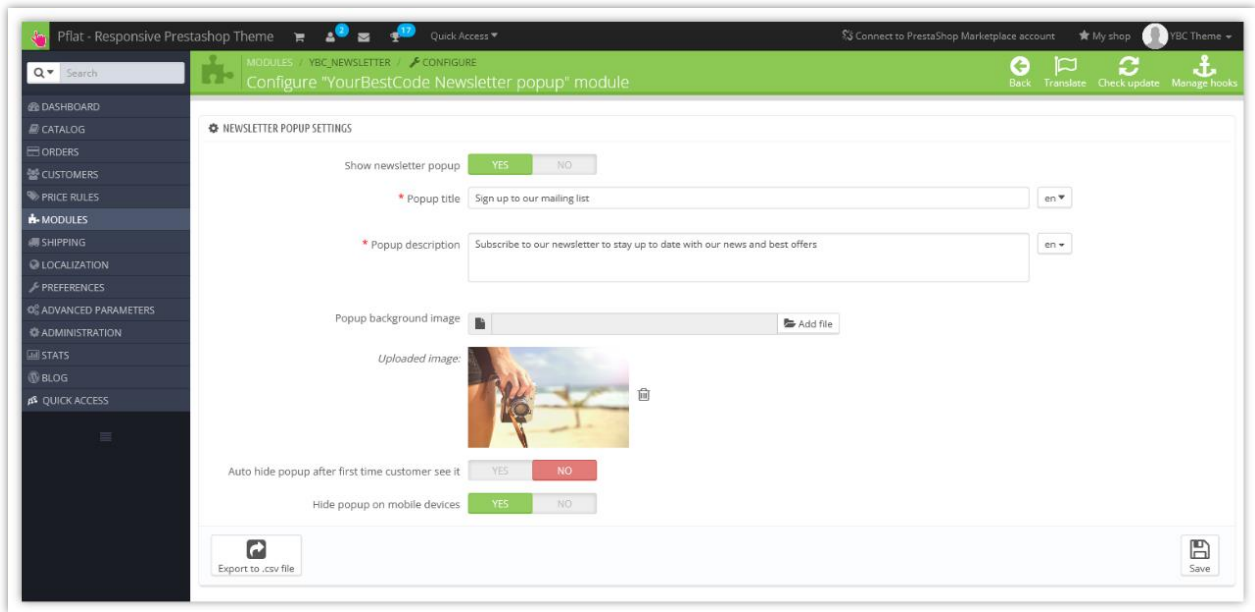 Pflat - Responsive Prestashop Theme 2 17 Quick Access Connect to PrestaShop Marketplace account My shop YBC Theme
Search
MODULES / YBC_NEWSLETTER / CONFIGURE
Configure "YourBestCode Newsletter popup" module
Back Translate Check update Manage hooks
DASHBOARD
CATALOG
ORDERS
CUSTOMERS
PRICE RULES
MODULES
SHIPPING
LOCALIZATION
PREFERENCES
ADVANCED PARAMETERS
ADMINISTRATION
STATS
BLOG
QUICK ACCESS
NEWSLETTER POPUP SETTINGS
Show newsletter popup YES NO
* Popup title Sign up to our mailing list en
* Popup description Subscribe to our newsletter to stay up to date with our news and best offers en
Popup background image Add file
Uploaded image:
Auto hide popup after first time customer see it YES NO
Hide popup on mobile devices YES NO
Export to .csv file Save